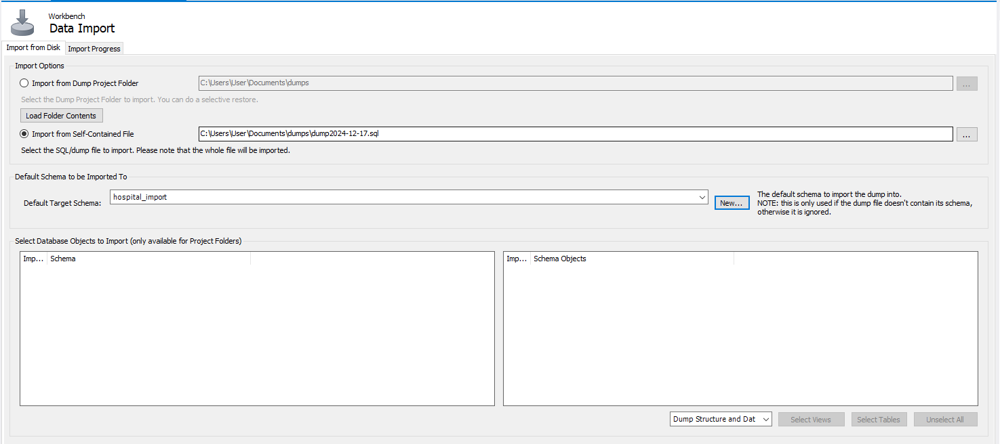 Workbench
Data Import
Import from Disk
Import Progress
Import Options
Import from Dump Project Folder
C:\Users\User\Documents\dumps
...
Select the Dump Project Folder to import. You can do a selective restore.
Load Folder Contents
Import from Self-Contained File
C:\Users\User\Documents\dumps\dump2024-12-17.sql
...
Select the SQL/dump file to import. Please note that the whole file will be imported.
Default Schema to be Imported To
Default Target Schema:
hospital_import
New...
The default schema to import the dump into.
NOTE: this is only used if the dump file doesn't contain its schema,
otherwise it is ignored.
Select Database Objects to Import (only available for Project Folders)
Imp...
Schema
Imp...
Schema Objects
Dump Structure and Dat
Select Views
Select Tables
Unselect All